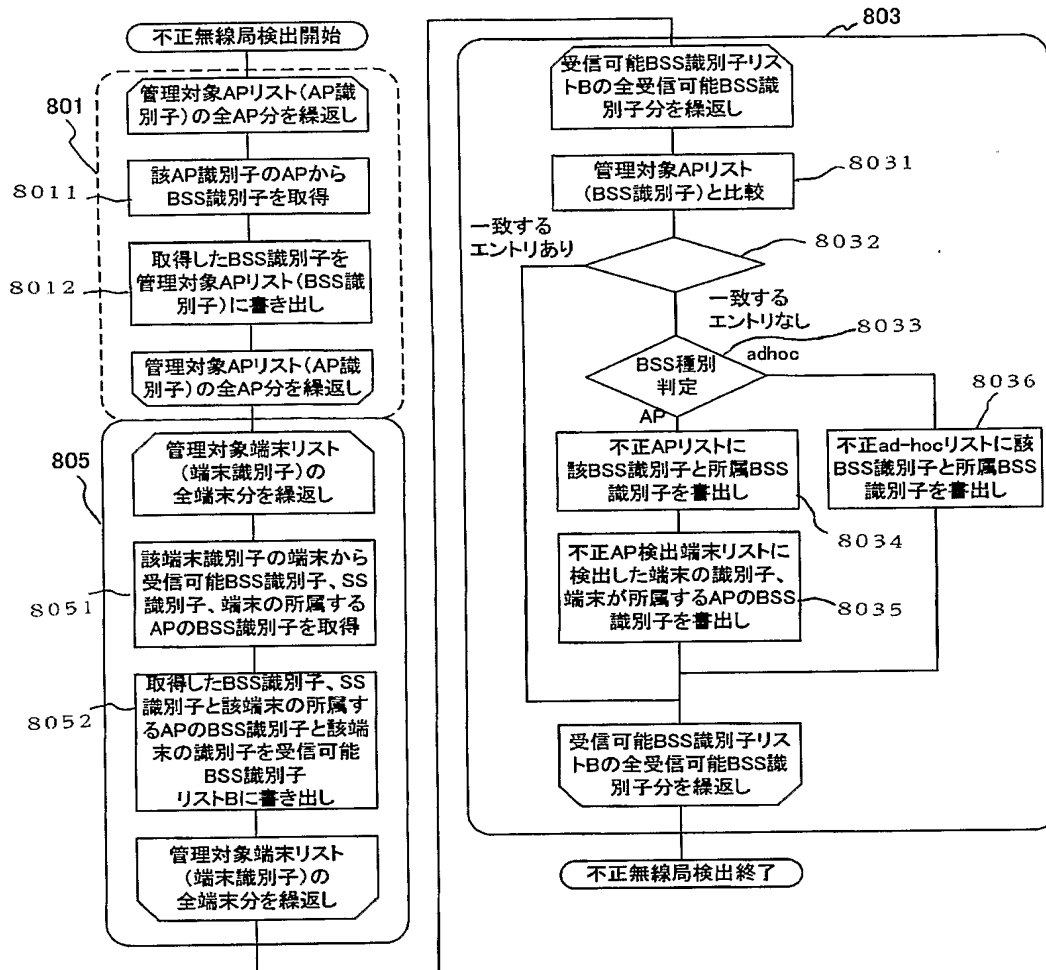 不正無線局検出開始
801
管理対象APリスト(AP識
別子)の全AP分を繰返し
8011
該AP識別子のAPから
BSS識別子を取得
8012
取得したBSS識別子を
管理対象APリスト(BSS識
別子)に書き出し
管理対象APリスト(AP識
別子)の全AP分を繰返し
805
管理対象端末リスト
(端末識別子)の
全端末分を繰返し
8051
該端末識別子の端末から
受信可能BSS識別子、SS
識別子、端末の所属する
APのBSS識別子を取得
8052
取得したBSS識別子、SS
識別子と該端末の所属す
るAPのBSS識別子と該端
末の識別子を受信可能
BSS識別子
リストBに書き出し
管理対象端末リスト
(端末識別子)の
全端末分を繰返し
803
受信可能BSS識別子リス
トBの全受信可能BSS識
別子分を繰返し
8031
管理対象APリスト
(BSS識別子)と比較
一致する
エントリあり
8032
一致する
エントリなし
8033
BSS種別
判定
adhoc
AP
8036
不正APリストに
該BSS識別子と所属BSS
識別子を書出し
不正ad-hocリストに該
BSS識別子と所属BSS
識別子を書出し
8034
不正AP検出端末リストに
検出した端末の識別子、
端末が所属するAPのBSS
識別子を書出し
8035
受信可能BSS識別子リス
トBの全受信可能BSS識
別子分を繰返し
不正無線局検出終了